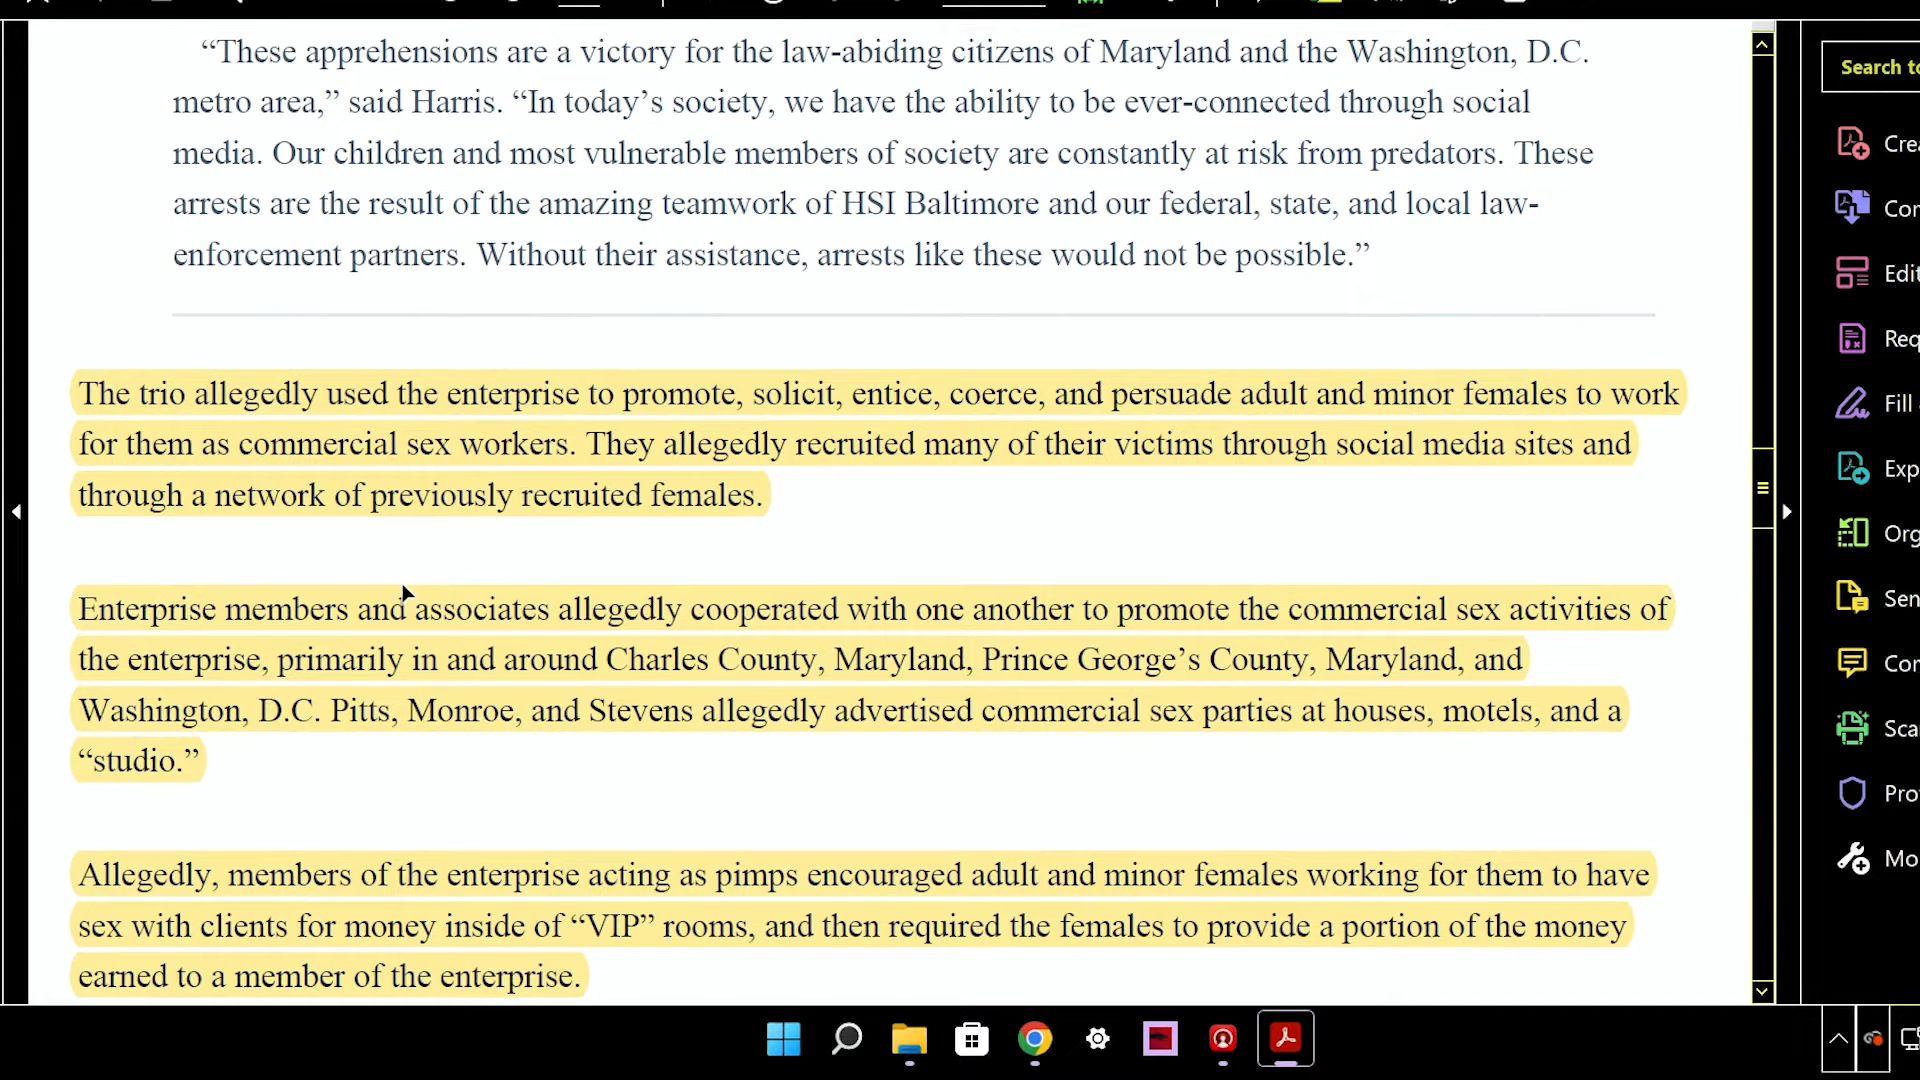 “These apprehensions are a victory for the law-abiding citizens of Maryland and the Washington, D.C.
metro area,” said Harris. “In today’s society, we have the ability to be ever-connected through social
media. Our children and most vulnerable members of society are constantly at risk from predators. These
arrests are the result of the amazing teamwork of HSI Baltimore and our federal, state, and local law-
enforcement partners. Without their assistance, arrests like these would not be possible.”
The trio allegedly used the enterprise to promote, solicit, entice, coerce, and persuade adult and minor females to work
for them as commercial sex workers. They allegedly recruited many of their victims through social media sites and
through a network of previously recruited females.
Enterprise members and associates allegedly cooperated with one another to promote the commercial sex activities of
the enterprise, primarily in and around Charles County, Maryland, Prince George’s County, Maryland, and
Washington, D.C. Pitts, Monroe, and Stevens allegedly advertised commercial sex parties at houses, motels, and a
“studio.”
Allegedly, members of the enterprise acting as pimps encouraged adult and minor females working for them to have
sex with clients for money inside of “VIP” rooms, and then required the females to provide a portion of the money
earned to a member of the enterprise.
Search to
Crea
Con
Edit
Req
Fill
Exp
Org
Sen
Con
Scan
Pro
Mo